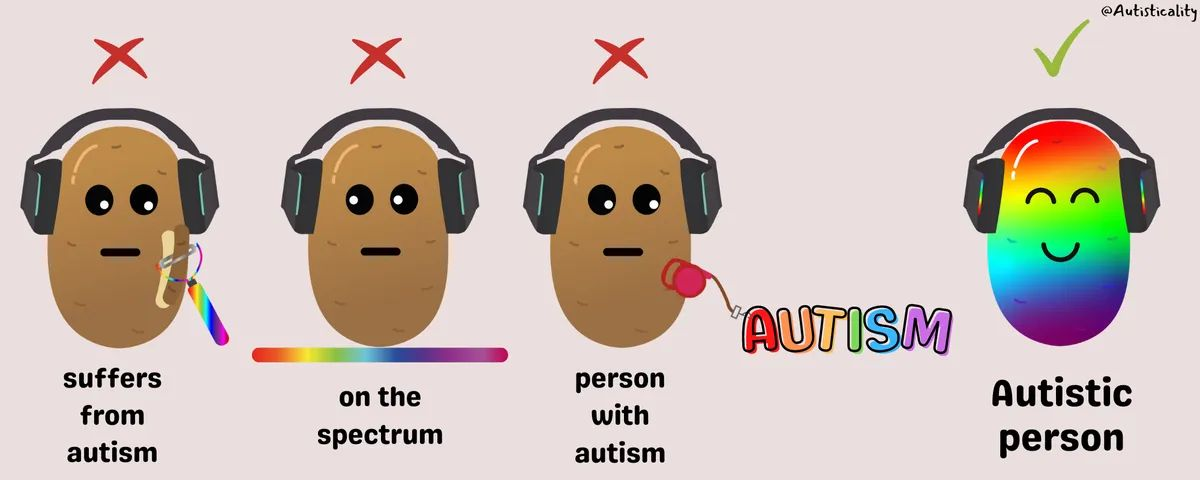 @Autisticality
suffers
from
autism
on the
spectrum
person
with
autism
AUTISM
Autistic
person